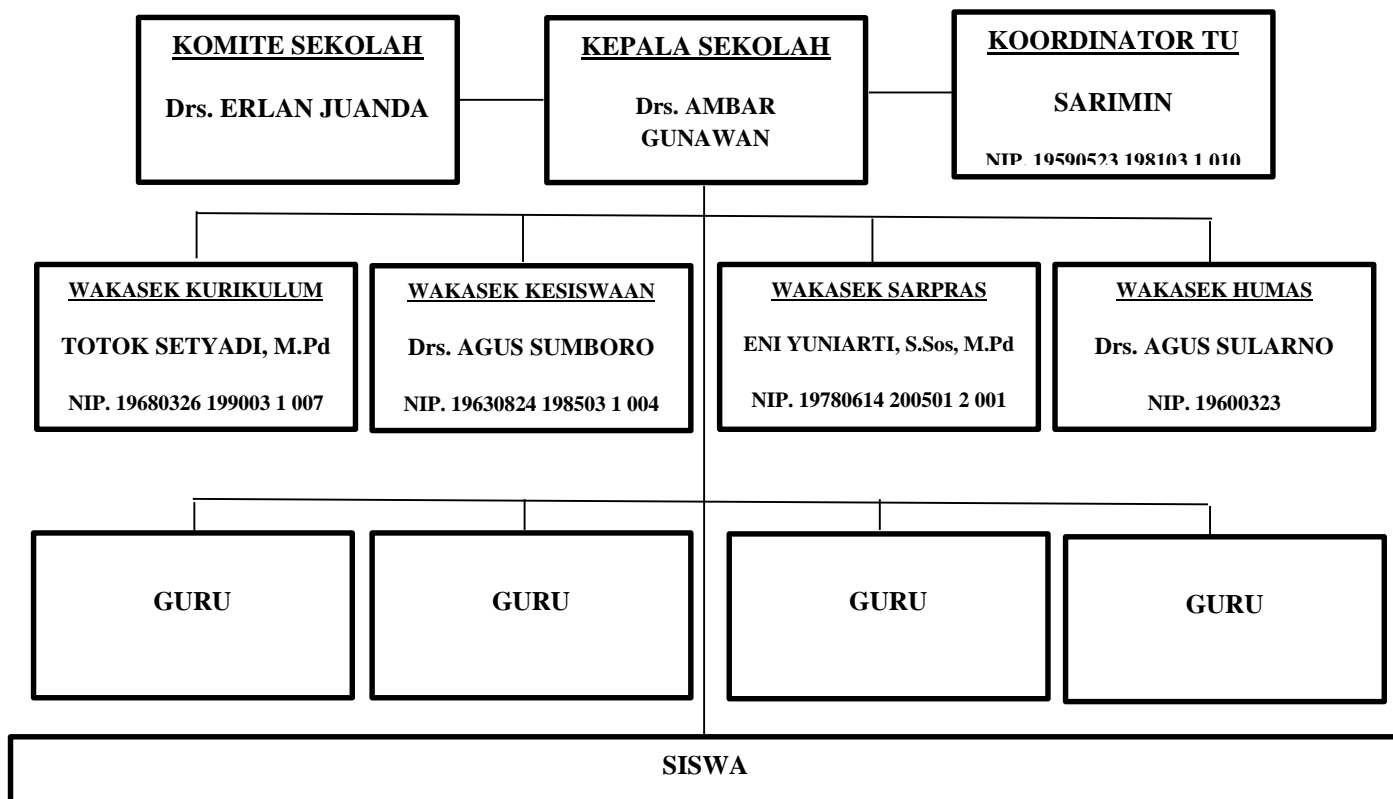 KOMITE SEKOLAH
Drs. ERLAN JUANDA
KEPALA SEKOLAH
Drs. AMBAR
GUNAWAN
KOORDINATOR TU
SARIMIN
NIP. 19590523 198103 1 010
WAKASEK KURIKULUM
TOTOK SETYADI, M.Pd
NIP. 19680326 199003 1 007
WAKASEK KESISWAAN
Drs. AGUS SUMBORO
NIP. 19630824 198503 1 004
WAKASEK SARPRAS
ENI YUNIARTI, S.Sos, M.Pd
NIP. 19780614 200501 2 001
WAKASEK HUMAS
Drs. AGUS SULARNO
NIP. 19600323
GURU
GURU
GURU
GURU
SISWA